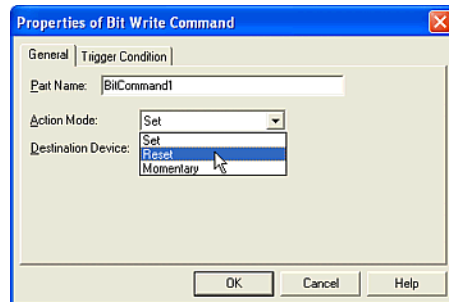 Properties of Bit Write Command
General Trigger Condition
Part Name: BitCommand1
Action Mode: Set
Set
Destination Device: Reset
Momentary
OK Cancel Help